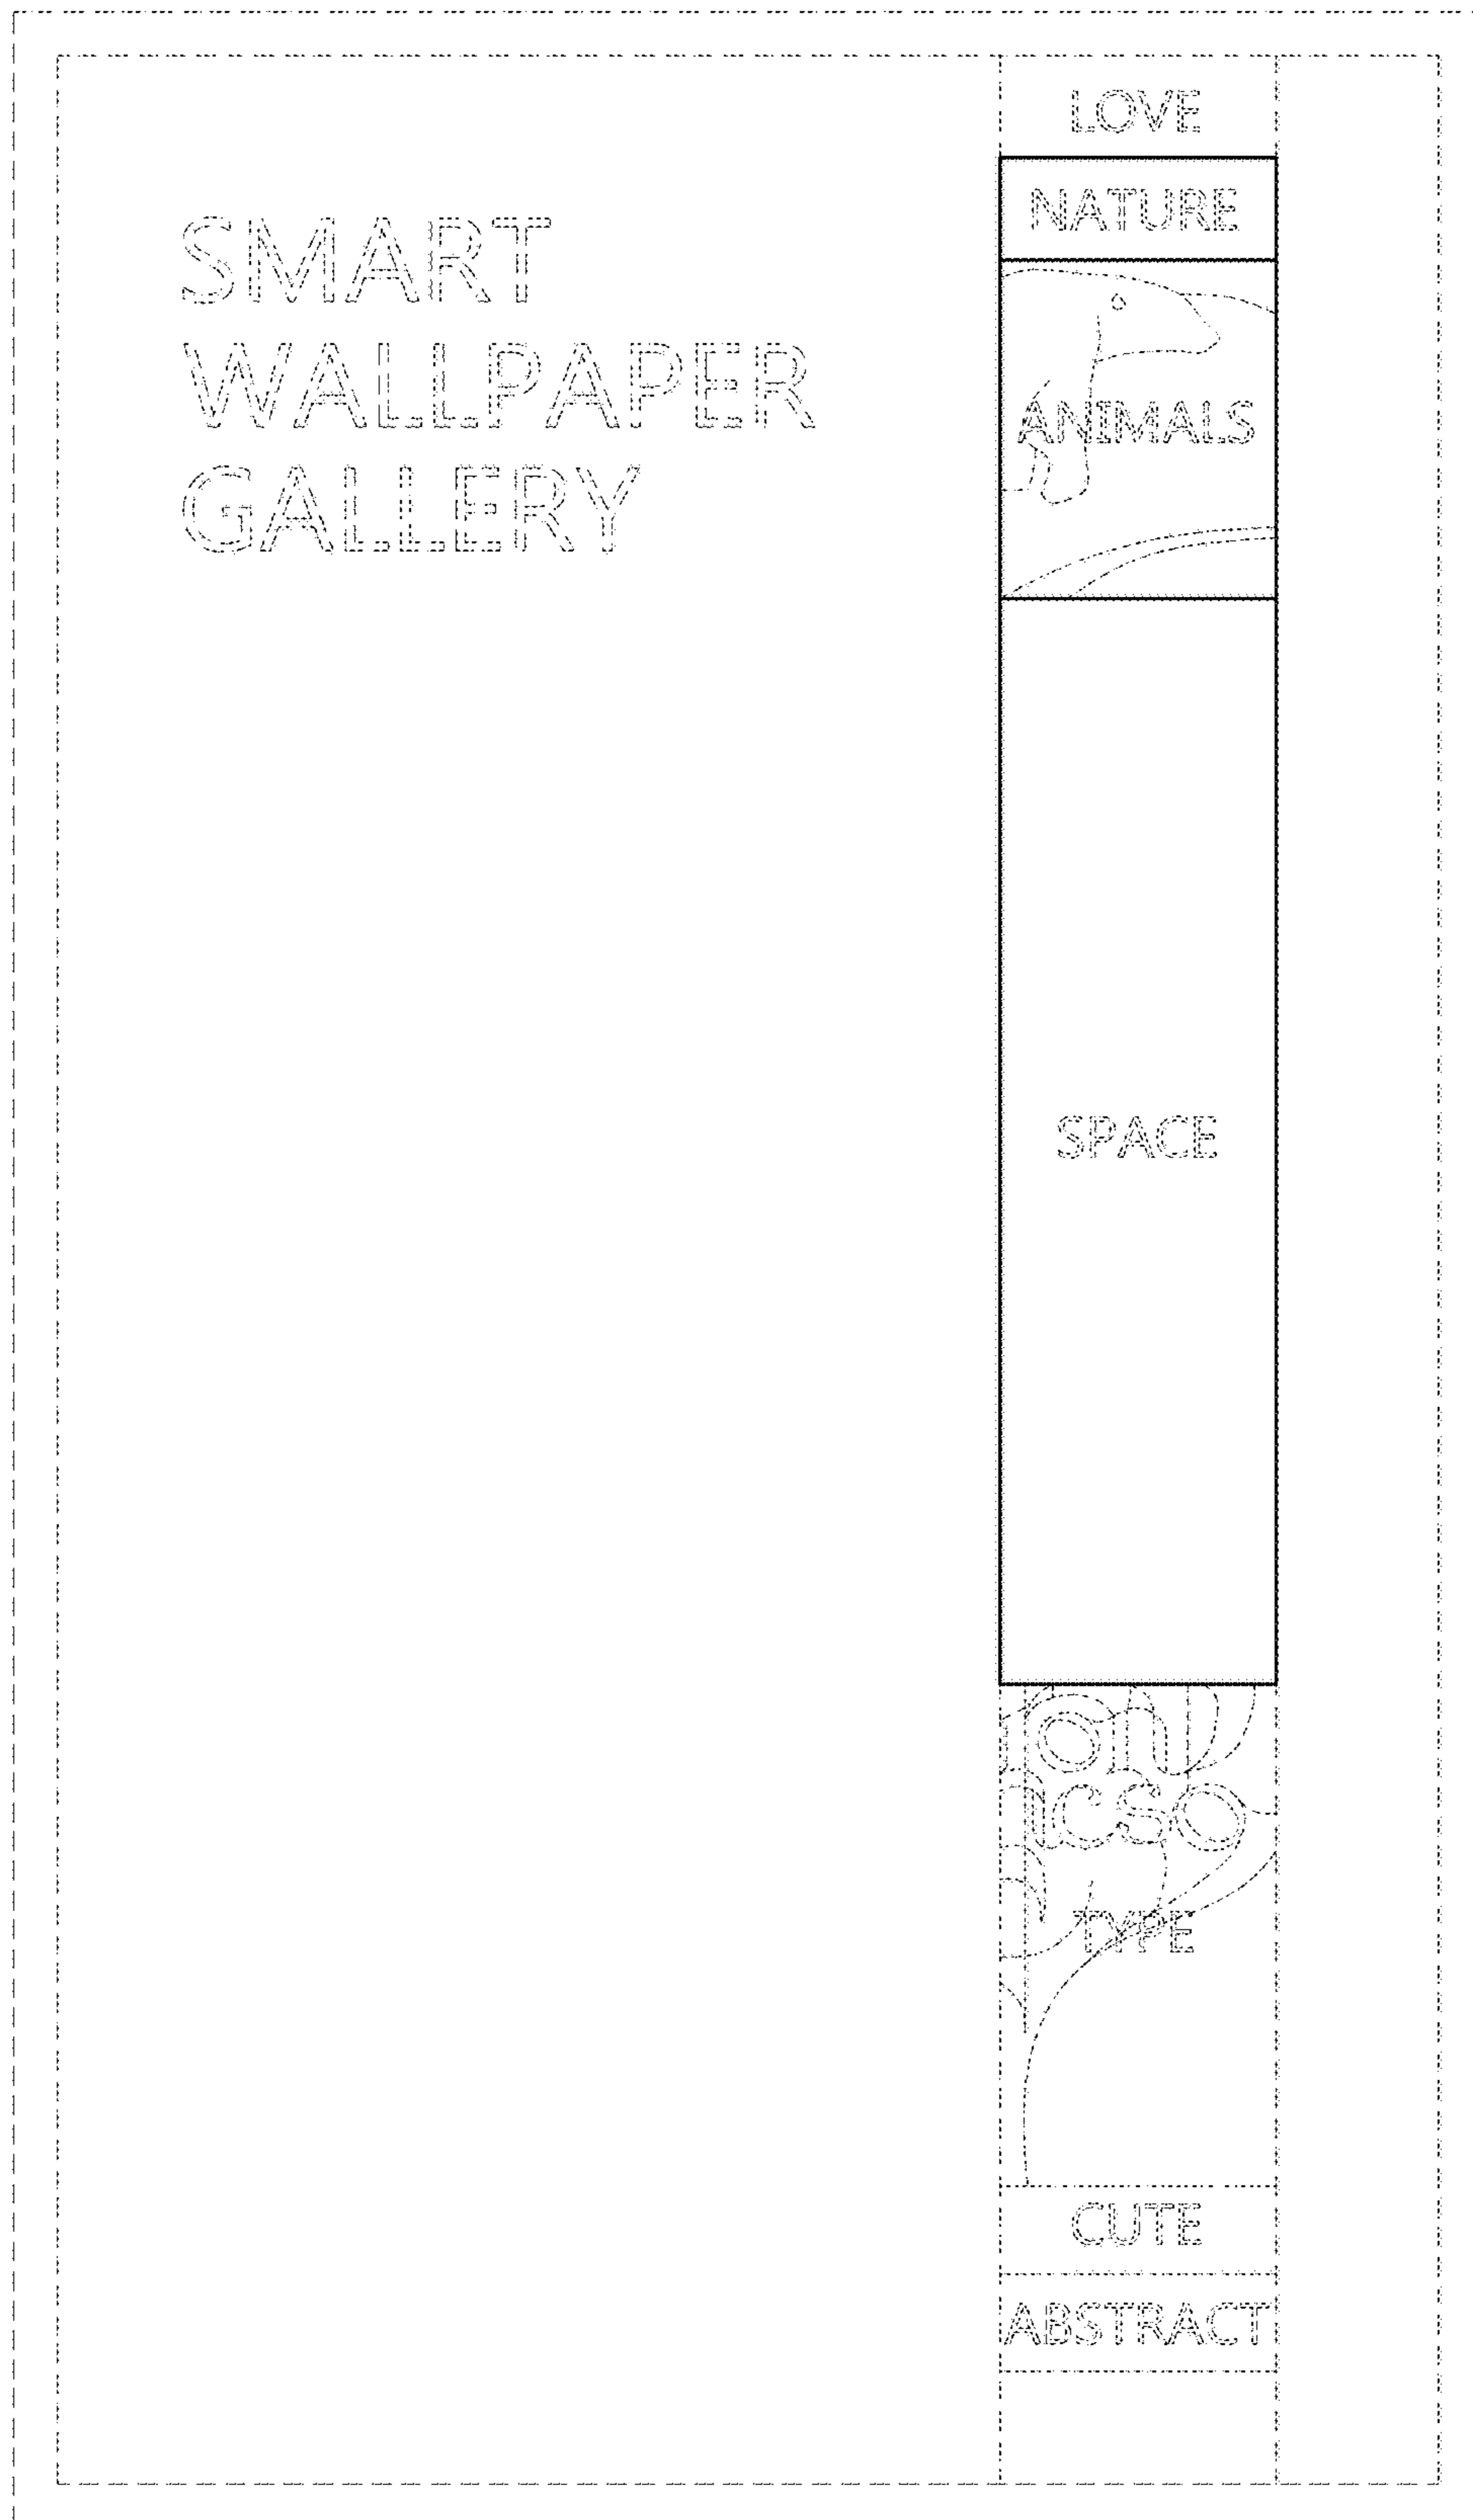 SMART
WALLPAPER
GALLERY
LOVE
NATURE
ANIMALS
SPACE
TYPE
CUTE
ABSTRACT